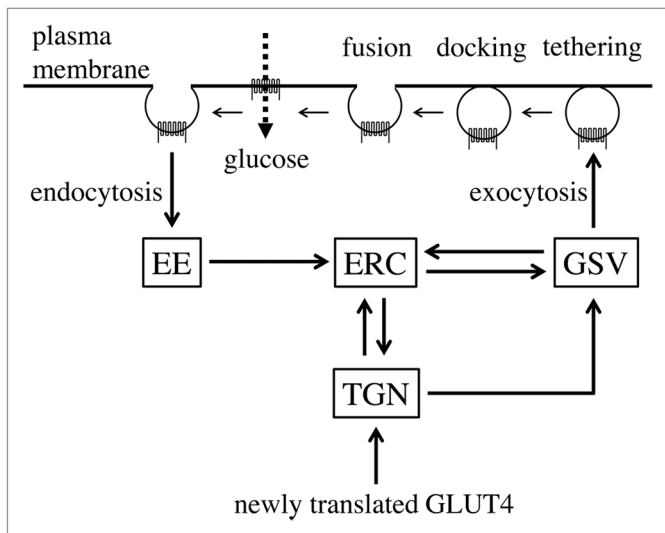 plasma
membrane
fusion docking tethering
glucose
endocytosis
exocytosis
EE
ERC
GSV
TGN
newly translated GLUT4